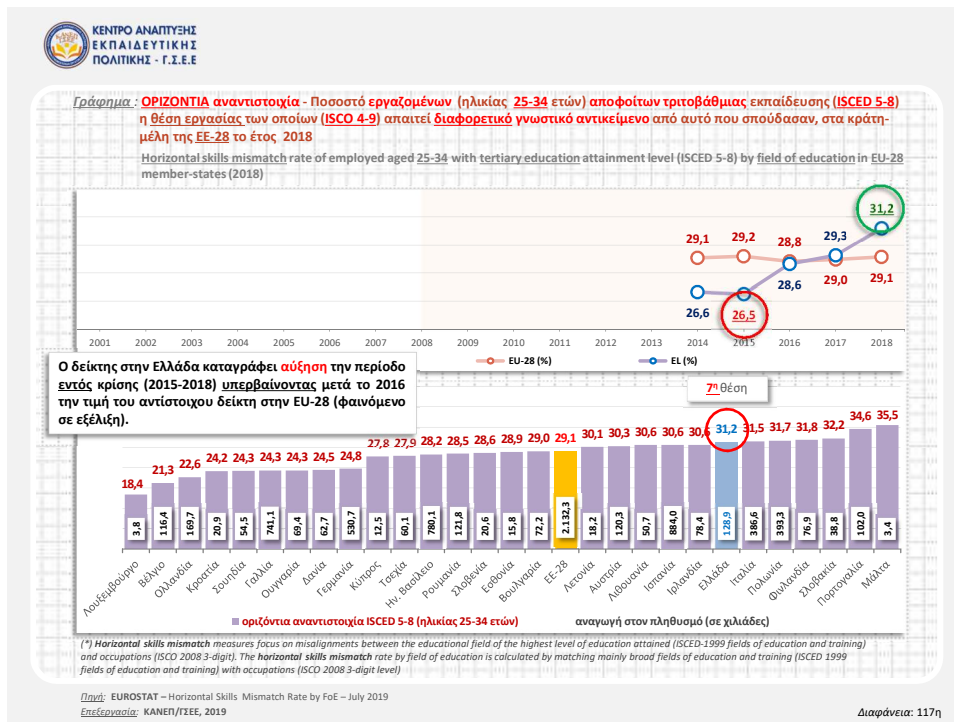 ΚΕΝΤΡΟ ΑΝΑΠΤΥΞΗΣ
ΕΚΠΑΙΔΕΥΤΙΚΗΣ
ΠΟΛΙΤΙΚΗΣ - Γ.Σ.Ε.Ε
Γράφημα : ΟΡΙΖΟΝΤΙΑ αναντιστοιχία - Ποσοστό εργαζομένων (ηλικίας 25-34 ετών) αποφοίτων τριτοβάθμιας εκπαίδευσης (ISCED 5-8)
η θέση εργασίας των οποίων (ISCO 4-9) απαιτεί διαφορετικό γνωστικό αντικείμενο από αυτό που σπούδασαν, στα κράτη-
μέλη της ΕΕ-28 το έτος 2018
Horizontal skills mismatch rate of employed aged 25-34 with tertiary education attainment level (ISCED 5-8) by field of education in EU-28
member-states (2018)
31,2
29,1 29,2 28,8 29,3
26,6 26,5 28,6 29,0 29,1
2001 2002 2003 2004 2005 2006 2007 2008 2009 2010 2011 2012 2013 2014 2015 2016 2017 2018
EU-28 (%) EL (%)
Ο δείκτης στην Ελλάδα καταγράφει αύξηση την περίοδο
εντός κρίσης (2015-2018) υπερβαίνοντας μετά το 2016
την τιμή του αντίστοιχου δείκτη στην EU-28 (φαινόμενο
σε εξέλιξη).
7η θέση
18,4 21,3 22,6 24,2 24,3 24,3 24,3 24,5 24,8 27,8 27,9 28,2 28,5 28,6 28,9 29,0 29,1 30,1 30,3 30,6 30,6 30,6 31,2 31,5 31,7 31,8 32,2 34,6 35,5
3,8 116,4 169,7 20,9 54,5 741,1 69,4 62,7 530,7 12,5 60,1 780,1 121,8 20,6 15,8 72,2 2.132,3 18,2 120,3 50,7 884,0 78,4 128,9 386,6 393,3 76,9 38,8 102,0 3,4
Λουξεμβούργο Βέλγιο Ολλανδία Κροατία Σουηδία Γαλλία Ουγγαρία Δανία Γερμανία Κύπρος Τσεχία Ην. Βασίλειο Ρουμανία Σλοβενία Εσθονία Βουλγαρία ΕΕ-28 Λετονία Αυστρία Λιθουανία Ισπανία Ιρλανδία Ελλάδα Ιταλία Πολωνία Φινλανδία Σλοβακία Πορτογαλία Μάλτα
οριζόντια αναντιστοιχία ISCED 5-8 (ηλικίας 25-34 ετών) αναγωγή στον πληθυσμό (σε χιλιάδες)
(*) Horizontal skills mismatch measures focus on misalignments between the educational field of the highest level of education attained (ISCED-1999 fields of education and training)
and occupations (ISCO 2008 3-digit). The horizontal skills mismatch rate by field of education is calculated by matching mainly broad fields of education and training (ISCED 1999
fields of education and training) with occupations (ISCO 2008 3-digit level)
Πηγή: EUROSTAT – Horizontal Skills Mismatch Rate by FoE – July 2019
Επεξεργασία: ΚΑΝΕΠ/ΓΣΕΕ, 2019
Διαφάνεια: 117η